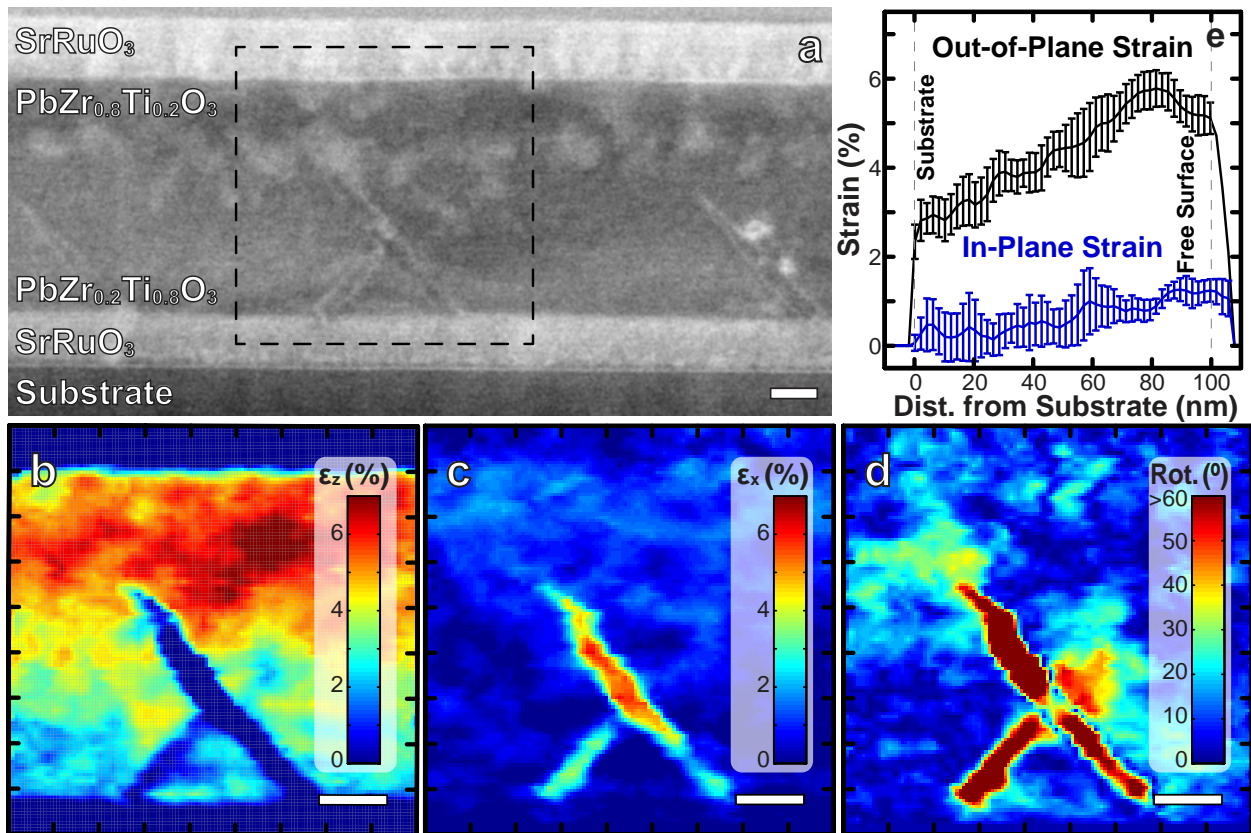 SrRuO₃
a
PbZr₀.₈Ti₀.₂O₃
PbZr₀.₂Ti₀.₈O₃
SrRuO₃
Substrate
e
Out-of-Plane Strain
In-Plane Strain
Substrate
Free Surface
Strain (%)
6
4
2
0
0 20 40 60 80 100
Dist. from Substrate (nm)
b
εz (%)
6
4
2
0
c
εx (%)
6
4
2
0
d
Rot. (º)
>60
50
40
30
20
10
0